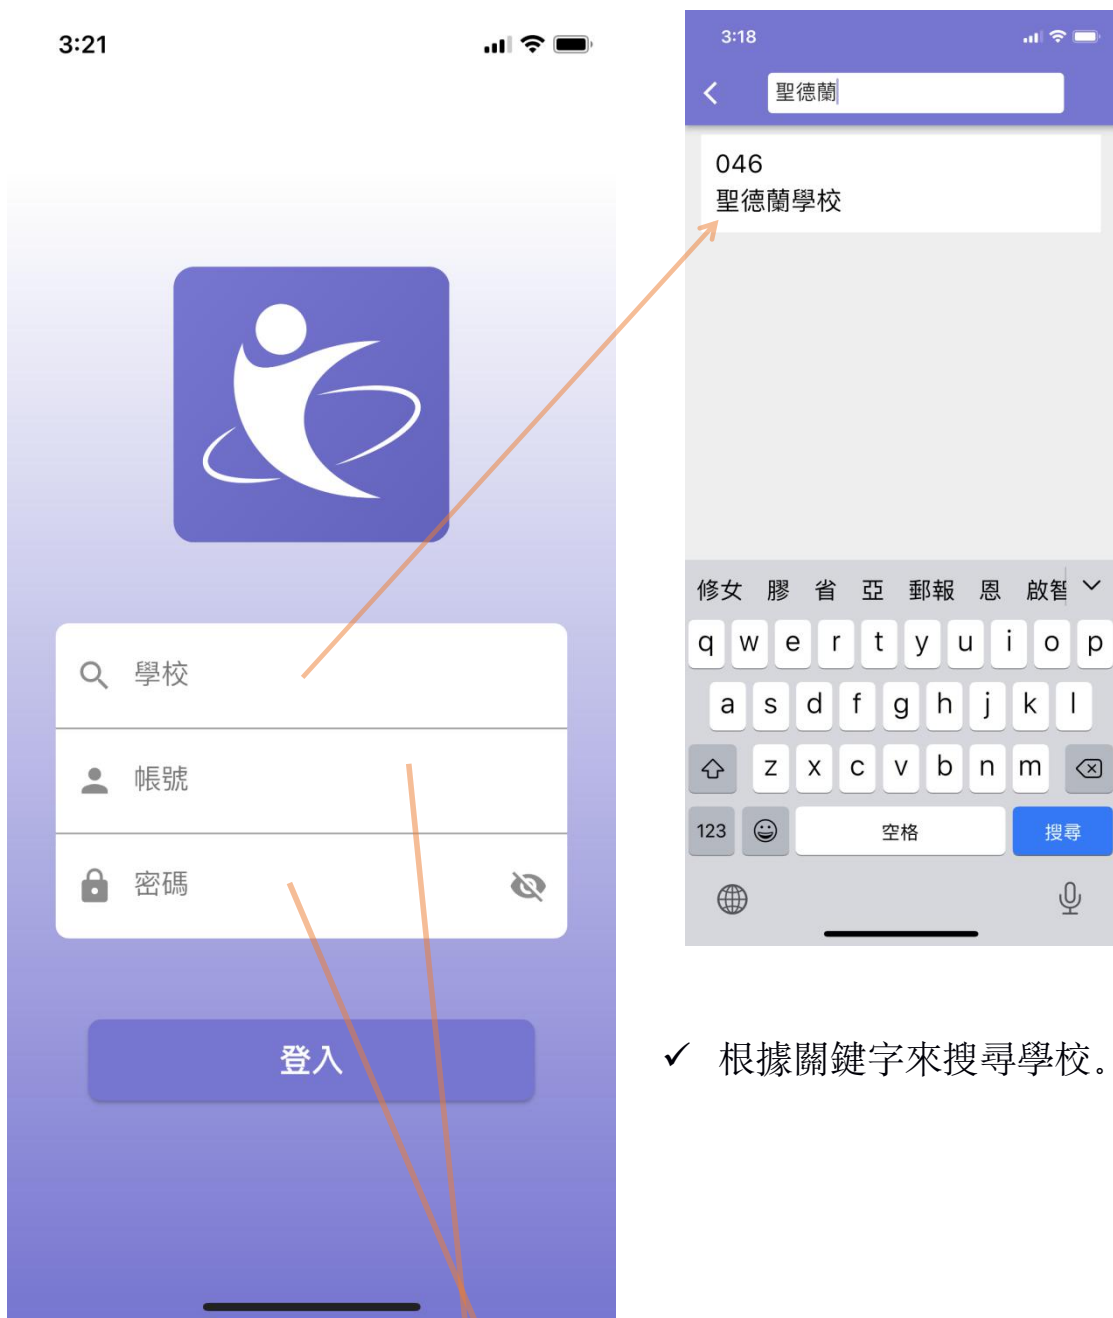 3:21
學校
帳號
密碼
登入
3:18
聖德蘭
046
聖德蘭學校
修女 膠 省 亞 郵報 恩 啟智
q w e r t y u i o p
a s d f g h j k l
z x c v b n m
123 空格 搜尋
✓ 根據關鍵字來搜尋學校。